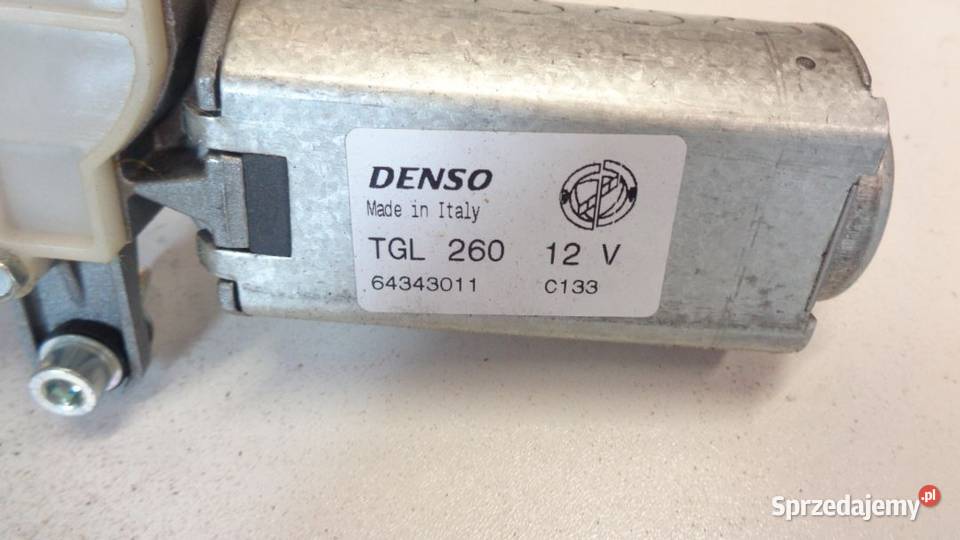 DENSO
Made in Italy
TGL 260 12 V
64343011 C133
Sprzedajemy.pl